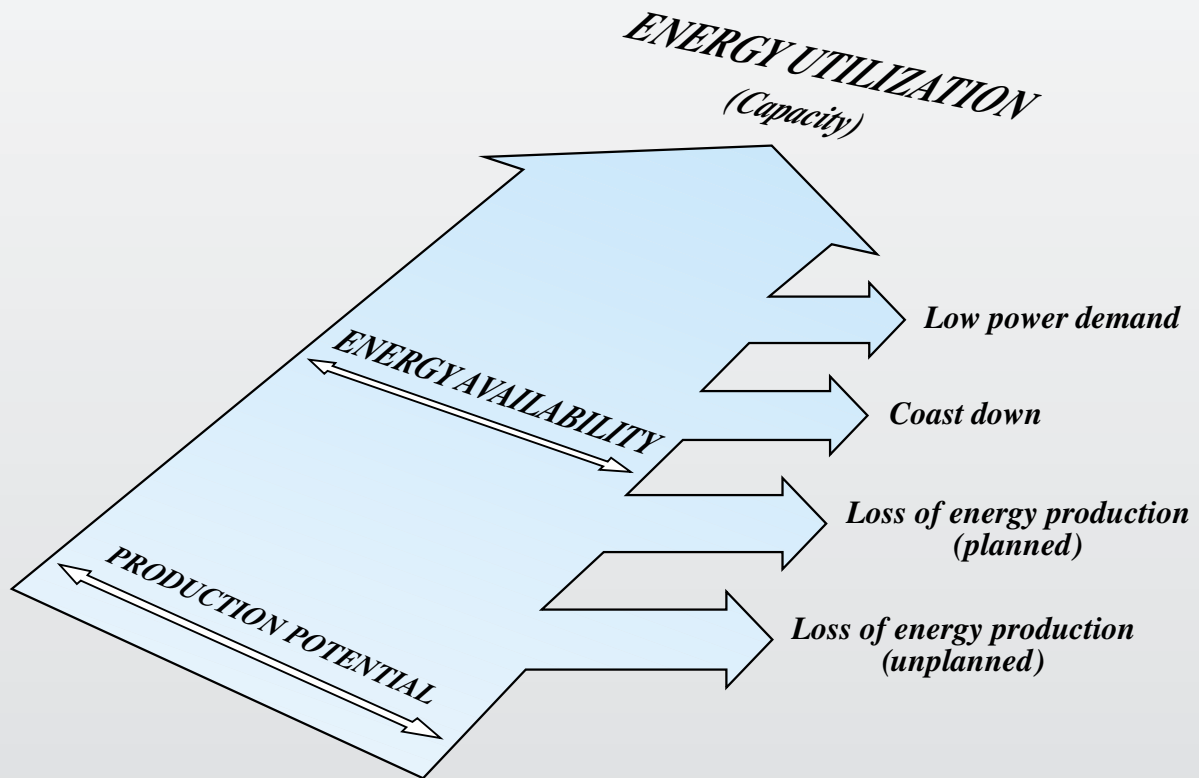 ENERGY UTILIZATION
(Capacity)
Low power demand
ENERGY AVAILABILITY
Coast down
Loss of energy production
(planned)
PRODUCTION POTENTIAL
Loss of energy production
(unplanned)